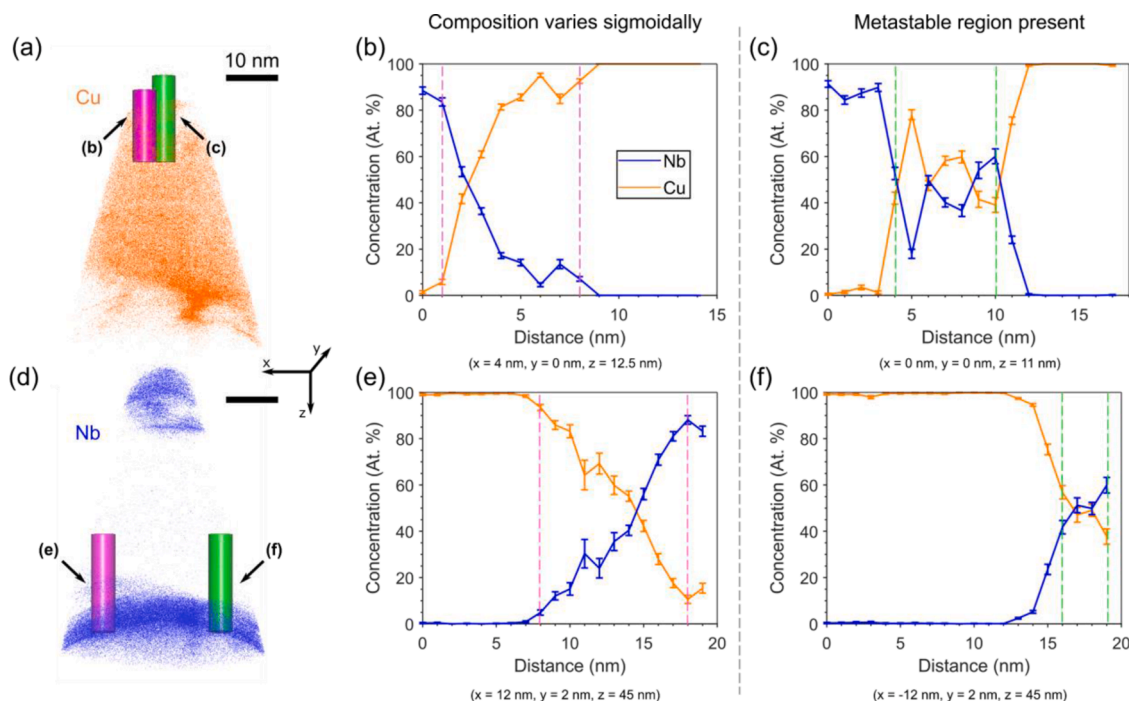 Composition varies sigmoidally
Metastable region present
(a)
10 nm
Cu
(b)
(c)
(b)
Concentration (At. %)
100
80
60
40
20
0
0
5
10
15
Distance (nm)
(x = 4 nm, y = 0 nm, z = 12.5 nm)
Nb
Cu
(c)
Concentration (At. %)
100
80
60
40
20
0
0
5
10
15
Distance (nm)
(x = 0 nm, y = 0 nm, z = 11 nm)
(d)
Nb
x
y
z
(e)
(f)
(e)
Concentration (At. %)
100
80
60
40
20
0
0
5
10
15
20
Distance (nm)
(x = 12 nm, y = 2 nm, z = 45 nm)
(f)
Concentration (At. %)
100
80
60
40
20
0
0
5
10
15
20
Distance (nm)
(x = -12 nm, y = 2 nm, z = 45 nm)